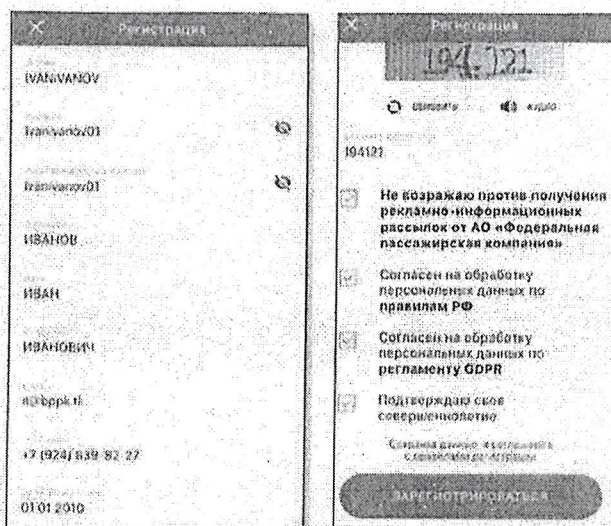 Регистрация
IVANIVANOV
Ivanivanov01
Ivanivanov01
ИВАНОВ
ИВАН
ИВАНОВИЧ
+7 (924) 839-82-27
01.01.2010
Регистрация
194121
ОБНОВИТЬ
АУДИО
194121
Не возражаю против получения
рекламно-информационных
рассылок от АО «Федеральная
пассажирская компания»
Согласен на обработку
персональных данных по
правилам РФ
Согласен на обработку
персональных данных по
регламенту GDPR
Подтверждаю свое
совершеннолетие
ЗАРЕГИСТРИРОВАТЬСЯ